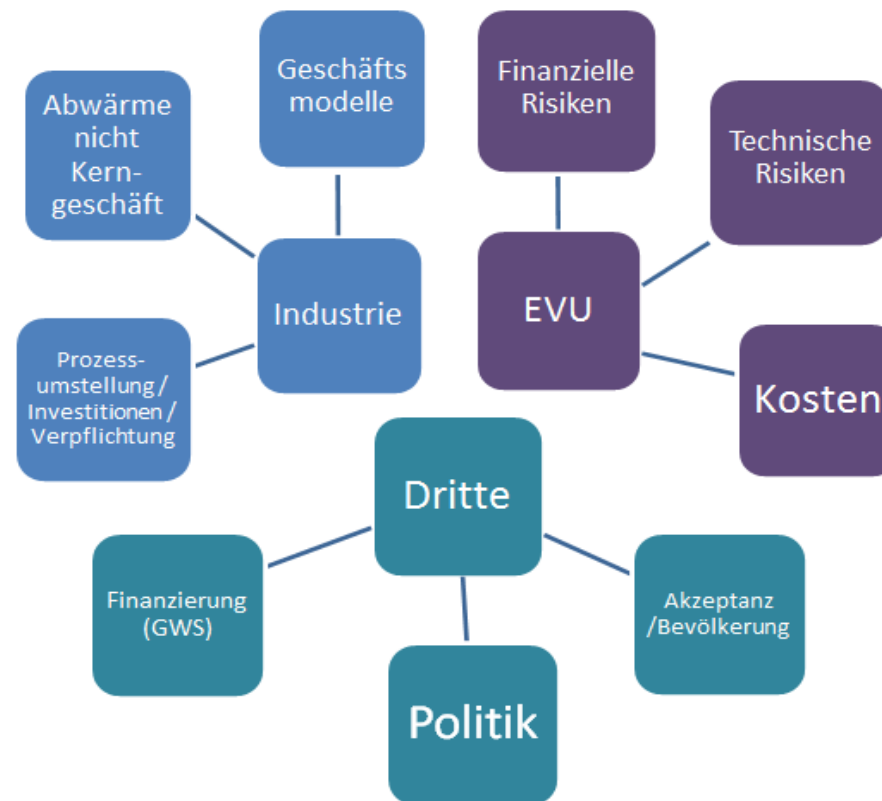 Geschäfts
modelle
Abwärme
nicht
Kern-
geschäft
Industrie
Prozess-
umstellung/
Investitionen/
Verpflichtung
Finanzielle
Risiken
Technische
Risiken
EVU
Kosten
Dritte
Finanzierung
(GWS)
Politik
Akzeptanz
/Bevölkerung